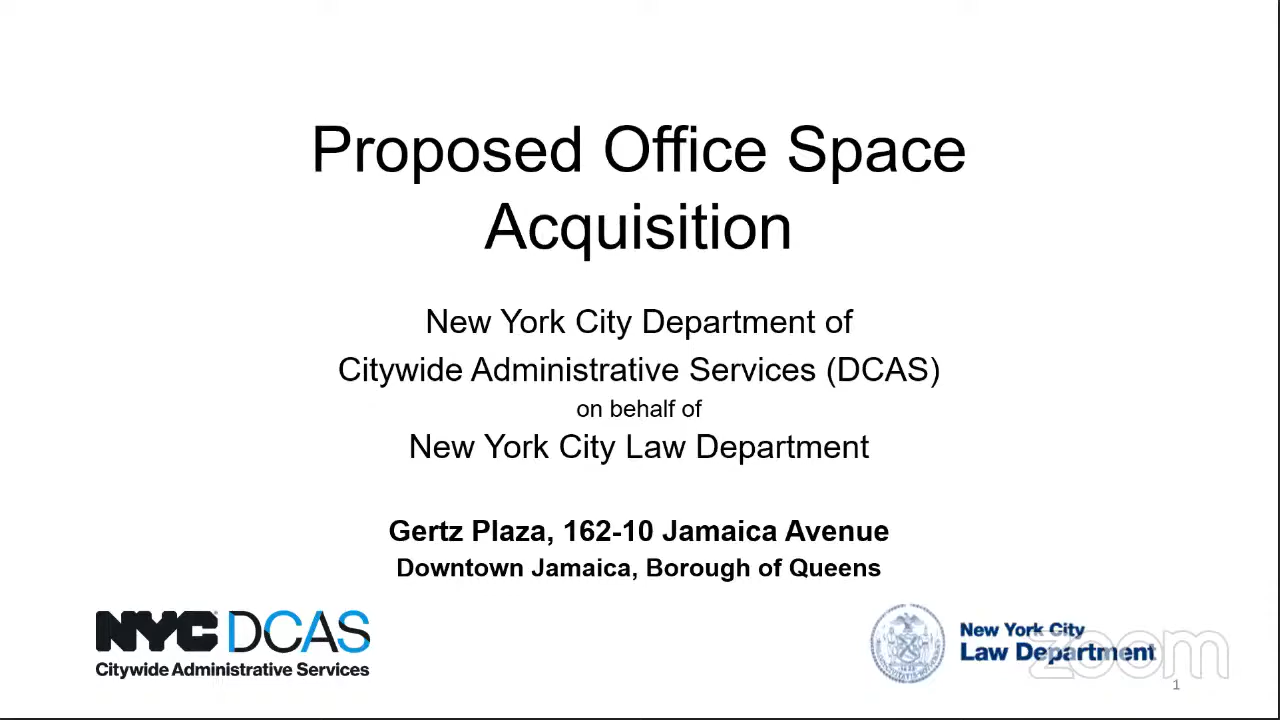 Proposed Office Space
Acquisition
New York City Department of
Citywide Administrative Services (DCAS)
on behalf of
New York City Law Department
Gertz Plaza, 162-10 Jamaica Avenue
Downtown Jamaica, Borough of Queens
NYC DCAS
Citywide Administrative Services
New York City
Law Department
zoom
1